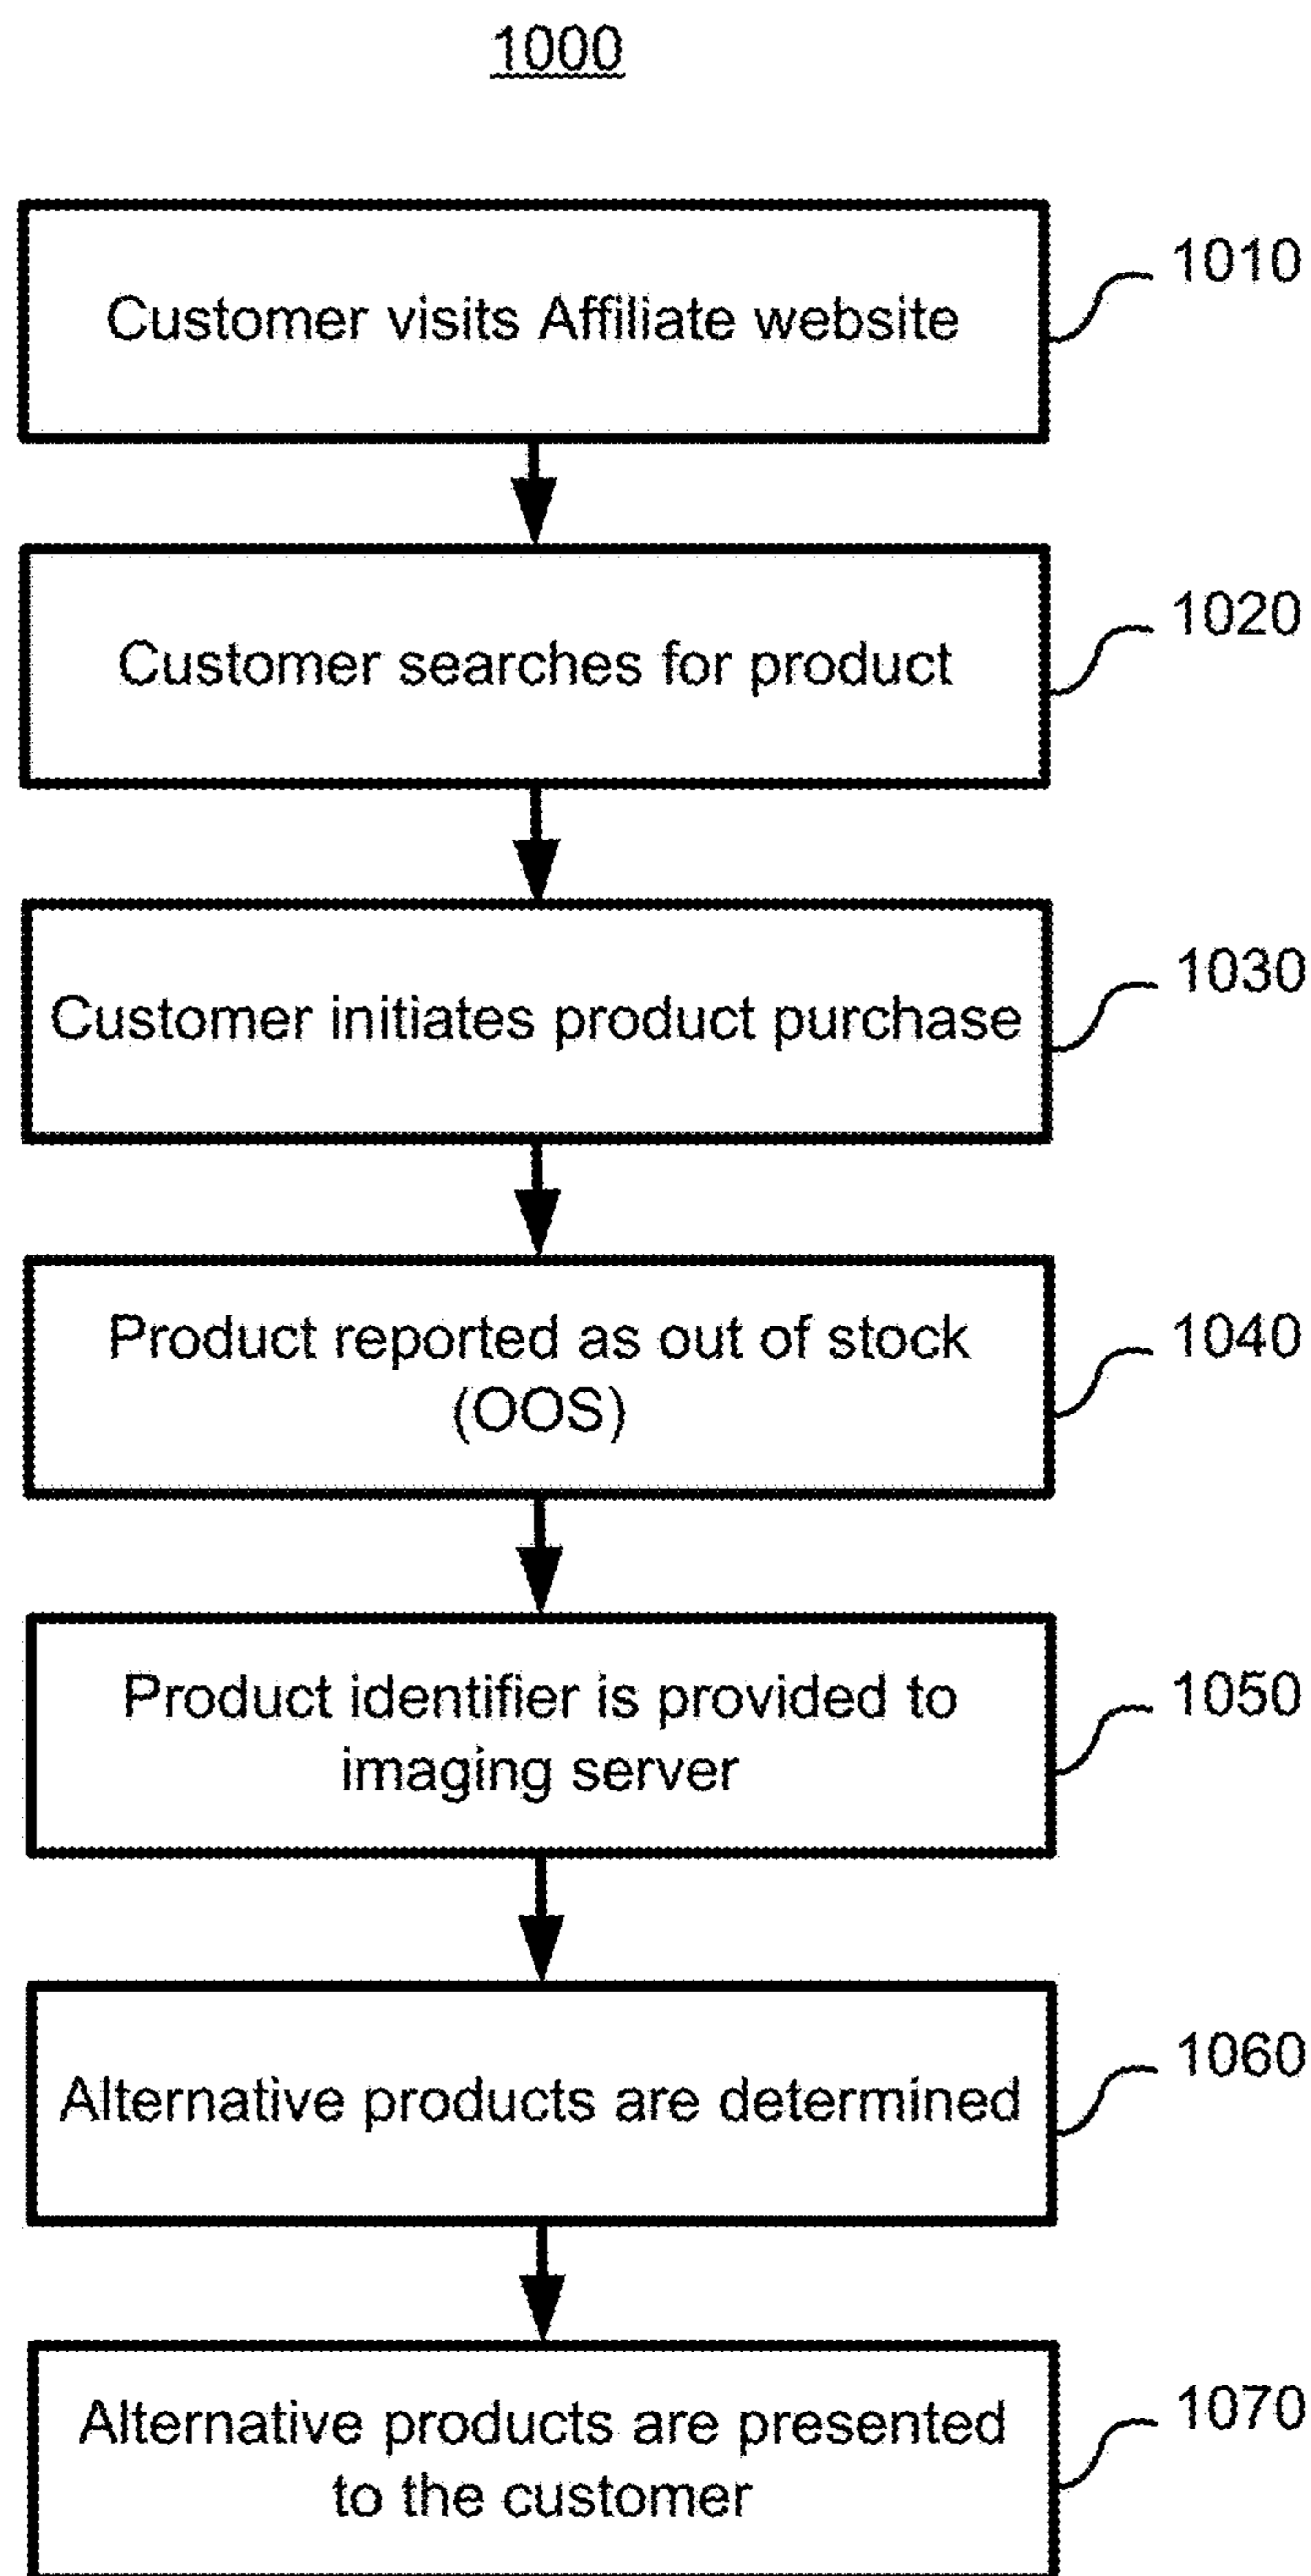 1000
Customer visits Affiliate website
1010
Customer searches for product
1020
Customer initiates product purchase
1030
Product reported as out of stock
(OOS)
1040
Product identifier is provided to
imaging server
1050
Alternative products are determined
1060
Alternative products are presented
to the customer
1070